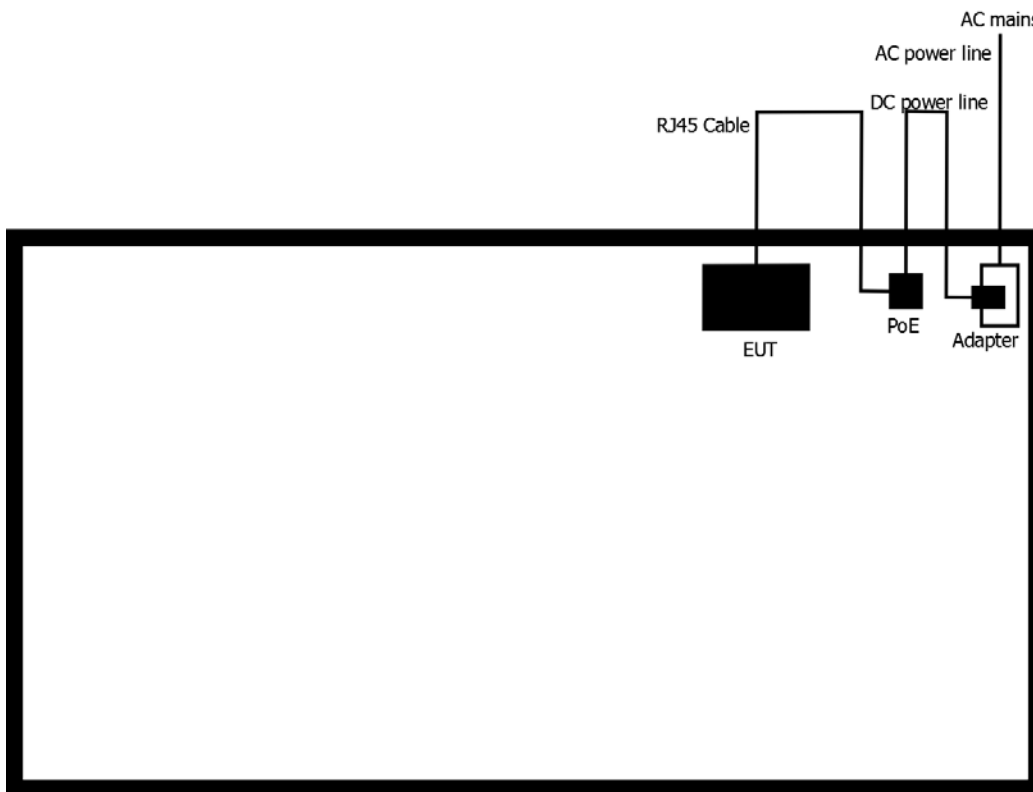 AC mains
AC power line
DC power line
RJ45 Cable
PoE
Adapter
EUT